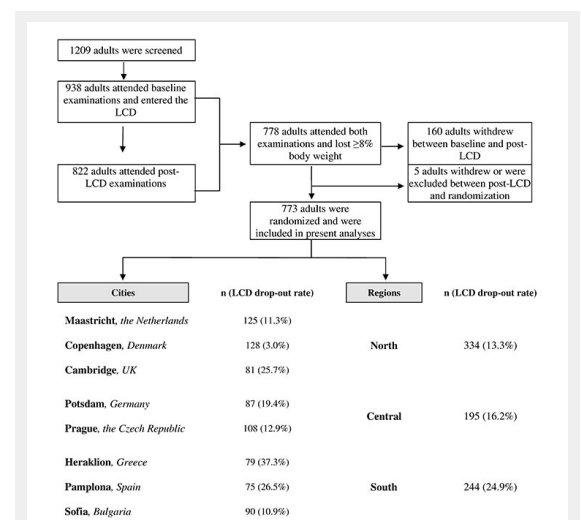 1209 adults were screened
938 adults attended baseline
examinations and entered the
LCD
778 adults attended both
examinations and lost ≥8%
body weight
160 adults withdrew
between baseline and post-
LCD
822 adults attended post-
LCD examinations
5 adults withdrew or were
excluded between post-LCD
and randomization
773 adults were
randomized and were
included in present analyses
Cities n (LCD drop-out rate) Regions n (LCD drop-out rate)
Maastricht, the Netherlands 125 (11.3%)
Copenhagen, Denmark 128 (3.0%) North 334 (13.3%)
Cambridge, UK 81 (25.7%)
Potsdam, Germany 87 (19.4%)
Central 195 (16.2%)
Prague, the Czech Republic 108 (12.9%)
Heraklion, Greece 79 (37.3%)
Pamplona, Spain 75 (26.5%) South 244 (24.9%)
Sofia, Bulgaria 90 (10.9%)